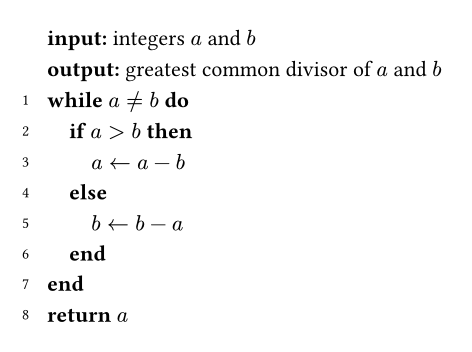 input: integers a and b
output: greatest common divisor of a and b
1 while a ≠ b do
2 if a > b then
3 a ← a − b
4 else
5 b ← b − a
6 end
7 end
8 return a